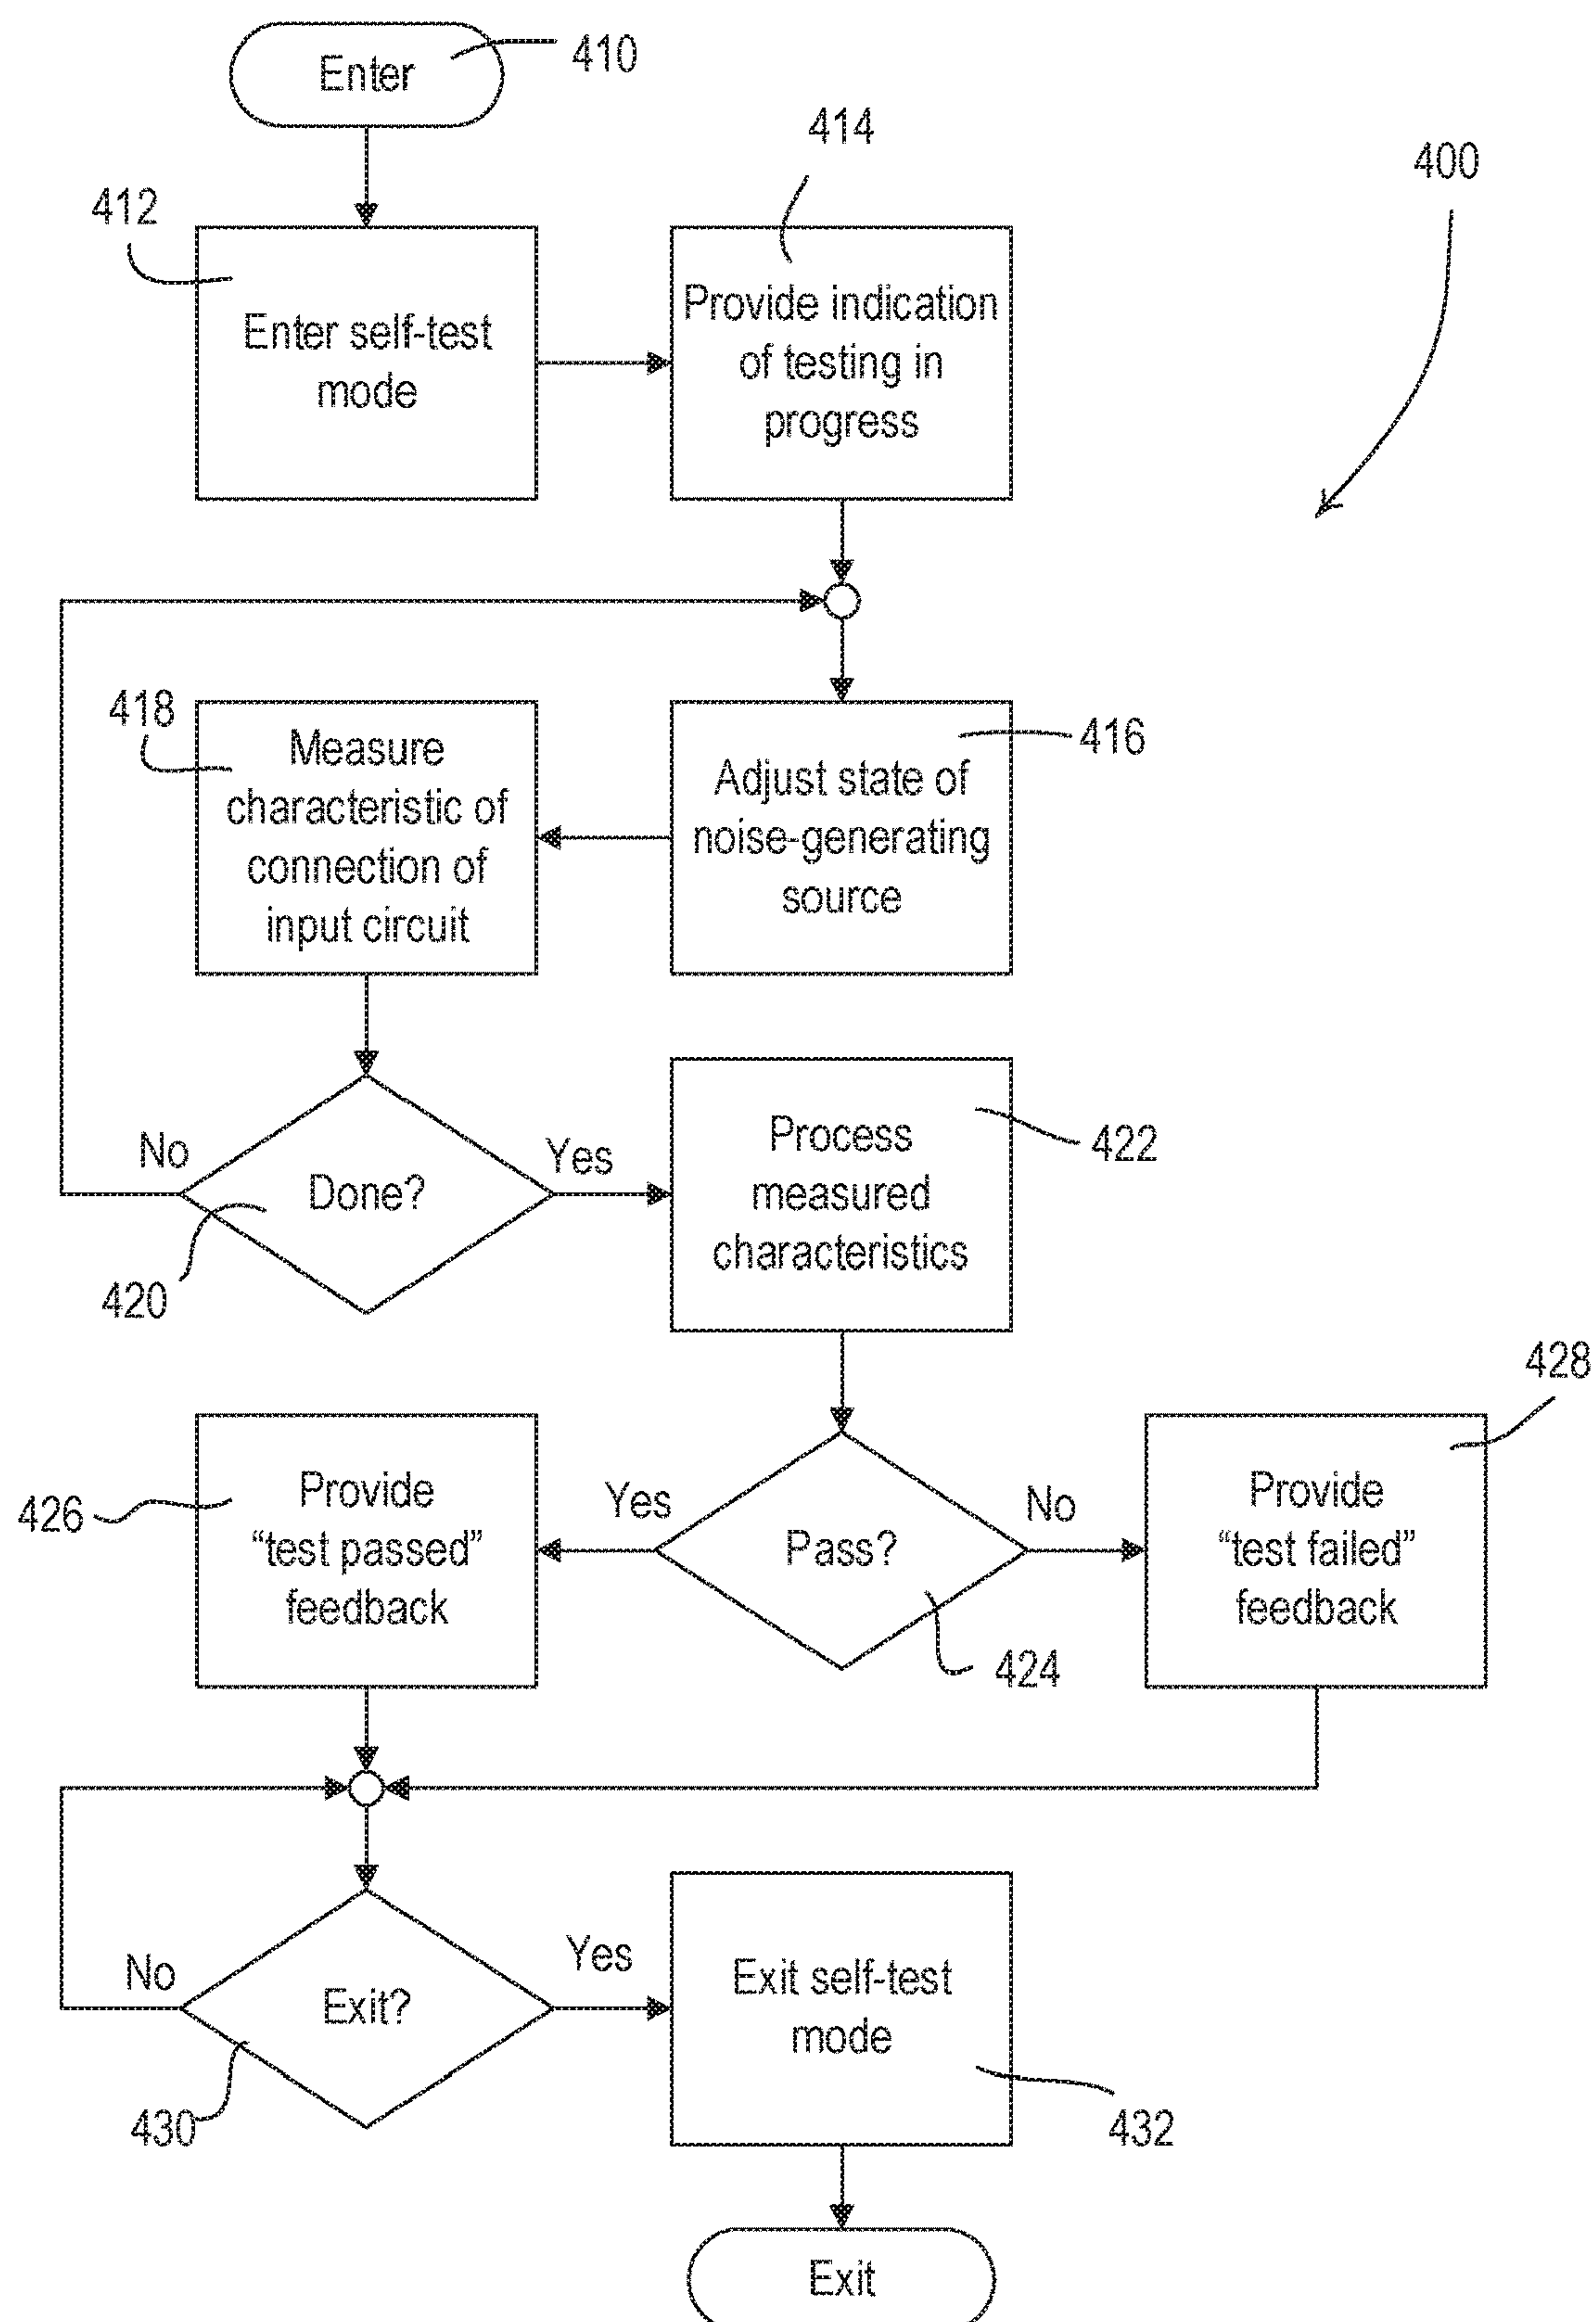 Enter
410
414
400
412
Enter self-test
mode
Provide indication
of testing in
progress
418
Measure
characteristic of
connection of
input circuit
416
Adjust state of
noise-generating
source
No
Done?
Yes
420
Process
measured
characteristics
422
428
426
Provide
“test passed”
feedback
Yes
Pass?
No
424
Provide
“test failed”
feedback
No
Exit?
Yes
430
Exit self-test
mode
432
Exit